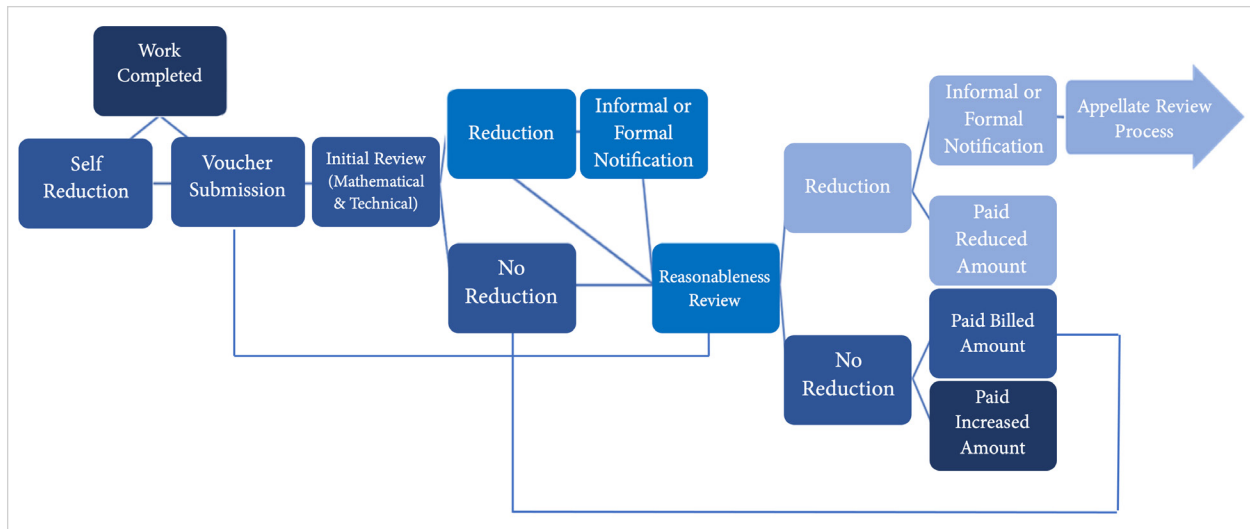 Work
Completed
Self
Reduction
Voucher
Submission
Initial Review
(Mathematical
& Technical)
Reduction
Informal or
Formal
Notification
No
Reduction
Reasonableness
Review
Reduction
Informal or
Formal
Notification
Appellate Review
Process
Paid
Reduced
Amount
No
Reduction
Paid Billed
Amount
Paid
Increased
Amount